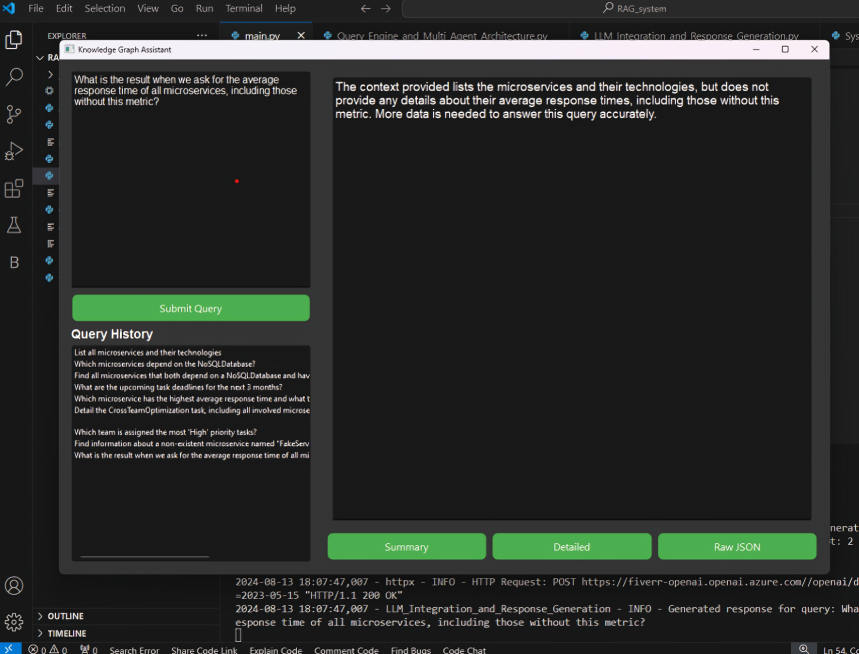 File Edit Selection View Go Run Terminal Help
RAG_system
EXPLORER
main.py
Query Engine and Multi Agent Architecture.py
LLM Integration and Response Generation.py
Sys
RA
Knowledge Graph Assistant
What is the result when we ask for the average
response time of all microservices, including those
without this metric?
The context provided lists the microservices and their technologies, but does not
provide any details about their average response times, including those without this
metric. More data is needed to answer this query accurately.
Submit Query
Query History
List all microservices and their technologies
Which microservices depend on the NoSQLDatabase?
Find all microservices that both depend on a NoSQLDatabase and hav
What are the upcoming task deadlines for the next 3 months?
Which microservice has the highest average response time and what t
Detail the CrossTeamOptimization task, including all involved microse
Which team is assigned the most 'High' priority tasks?
Find information about a non-existent microservice named "FakeServ
What is the result when we ask for the average response time of all mi
Summary
Detailed
Raw JSON
nerat
t: 2
2024-08-13 18:07:47,007 - httpx - INFO - HTTP Request: POST https://fiverr-openai.openai.azure.com//openai/d
=2023-05-15 "HTTP/1.1 200 OK"
2024-08-13 18:07:47,007 - LLM_Integration_and_Response_Generation - INFO - Generated response for query: Wha
esponse time of all microservices, including those without this metric?
OUTLINE
TIMELINE
0 0 0 Search Error Share Code Link Explain Code Comment Code Find Bugs Code Chat
Ln 54, Co